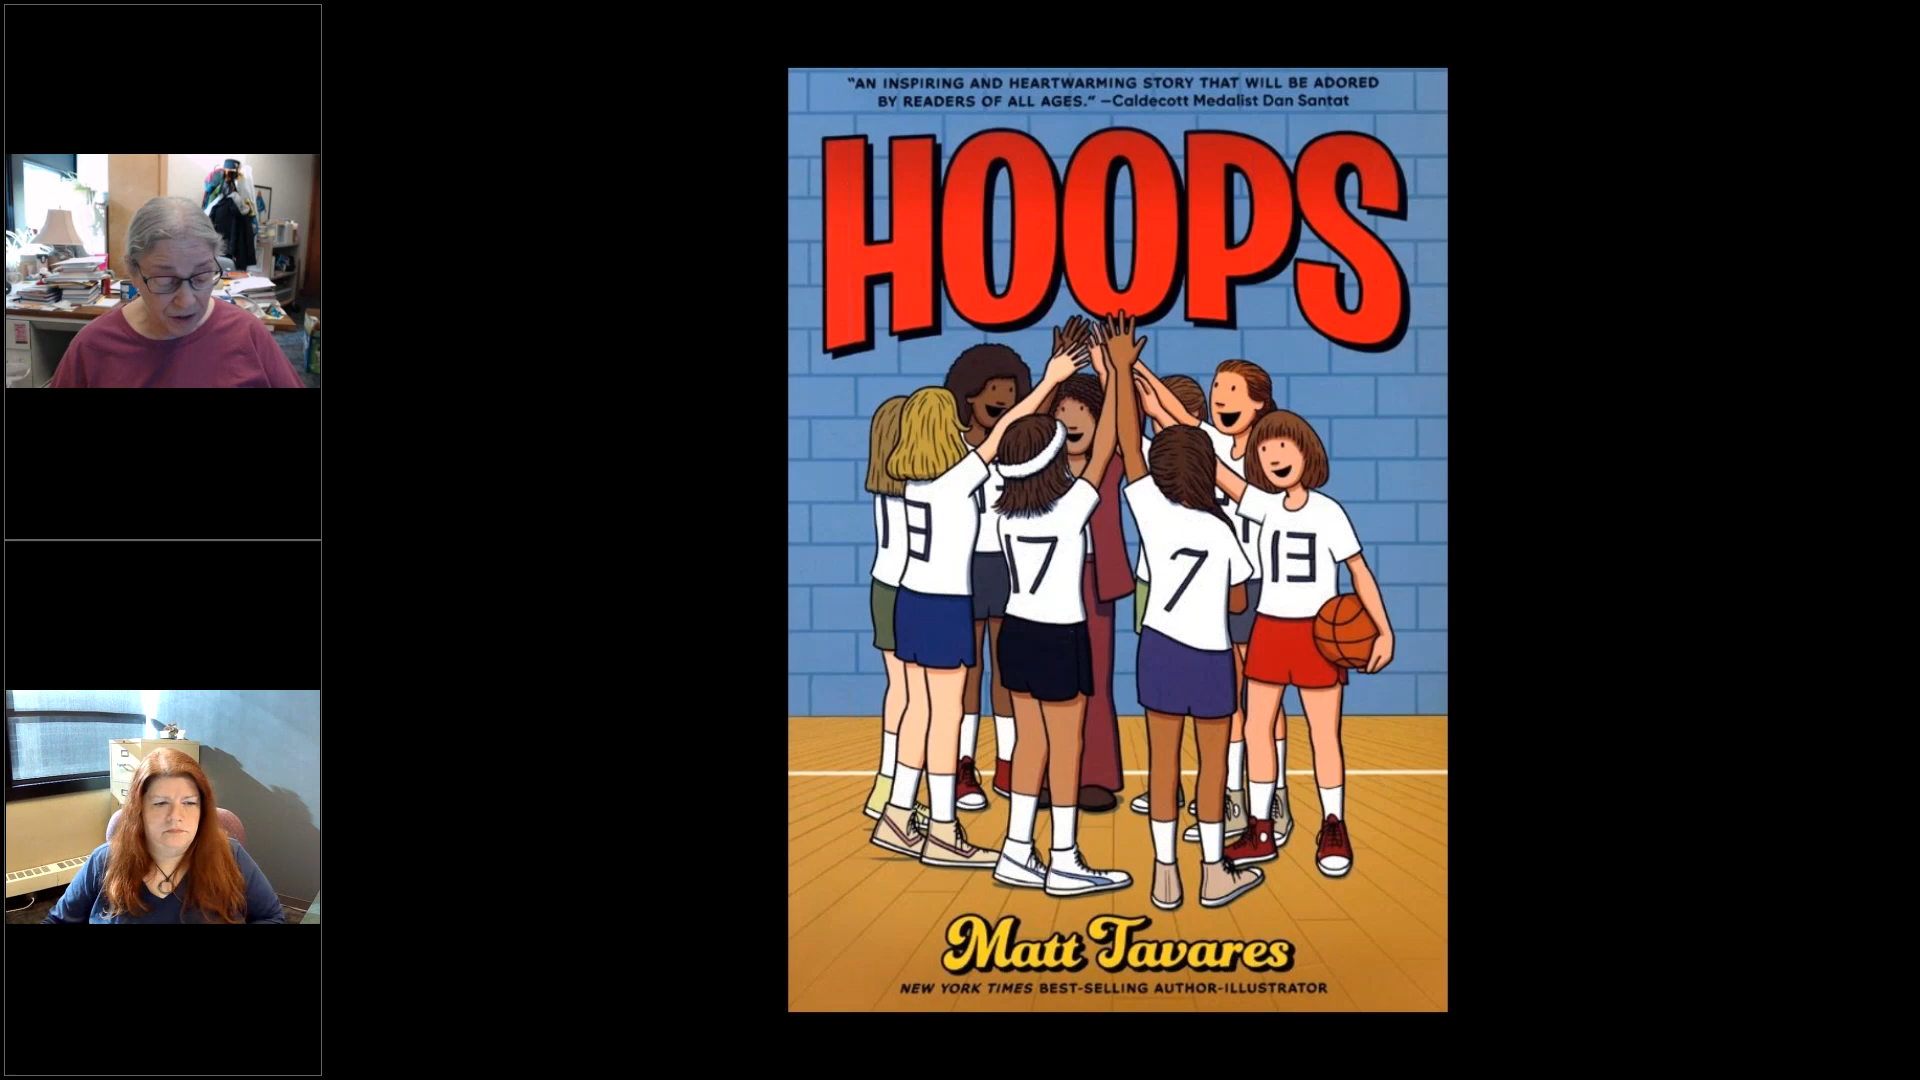 "AN INSPIRING AND HEARTWARMING STORY THAT WILL BE ADORED
BY READERS OF ALL AGES." —Caldecott Medalist Dan Santat
HOOPS
13
17
7
13
Matt Tavares
NEW YORK TIMES BEST-SELLING AUTHOR-ILLUSTRATOR